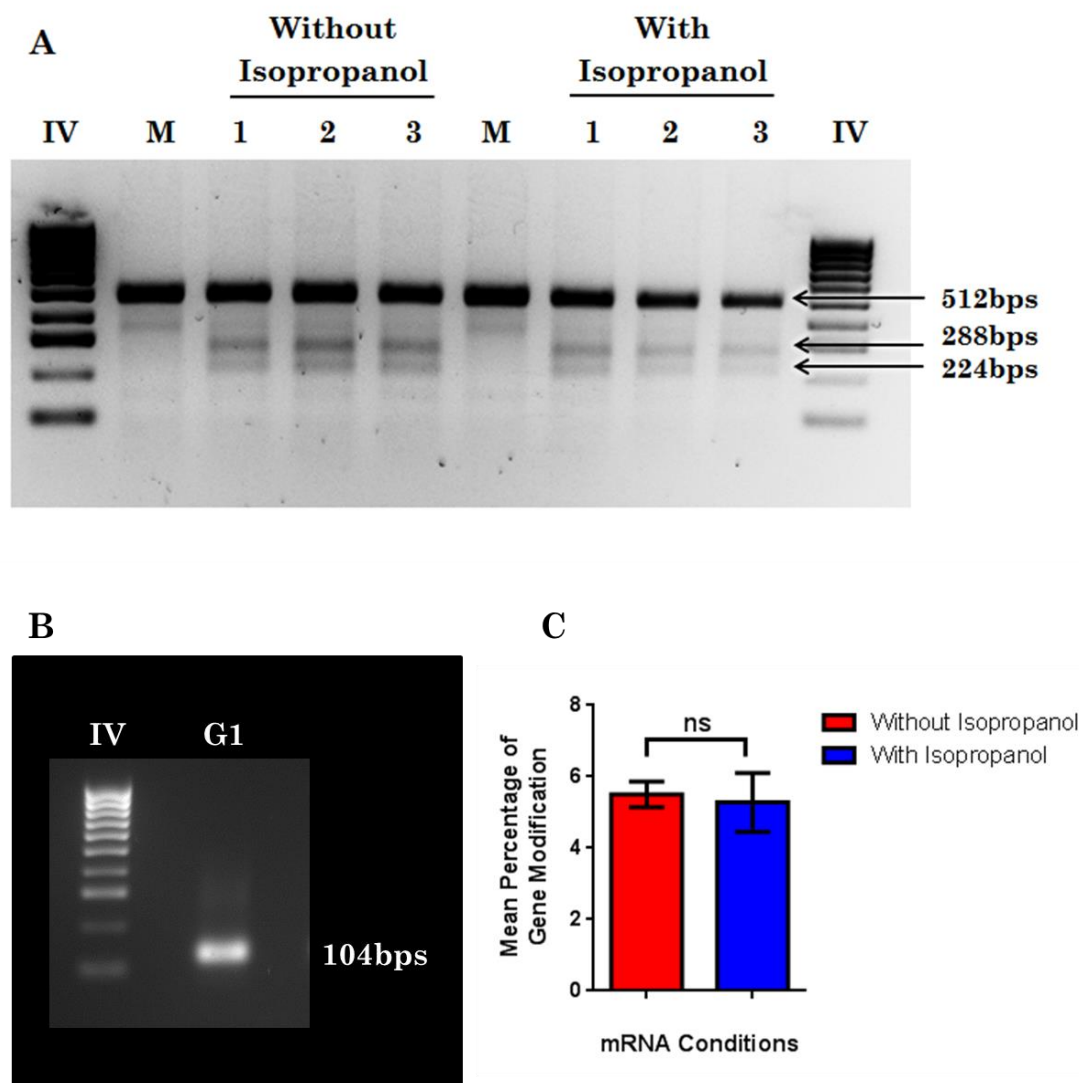 A
Without
Isopropanol
With
Isopropanol
IV M 1 2 3 M 1 2 3 IV
512bps
288bps
224bps
B
IV G1
104bps
C
8
6
4
2
0
Mean Percentage of
Gene Modification
ns
Without Isopropanol
With Isopropanol
mRNA Conditions